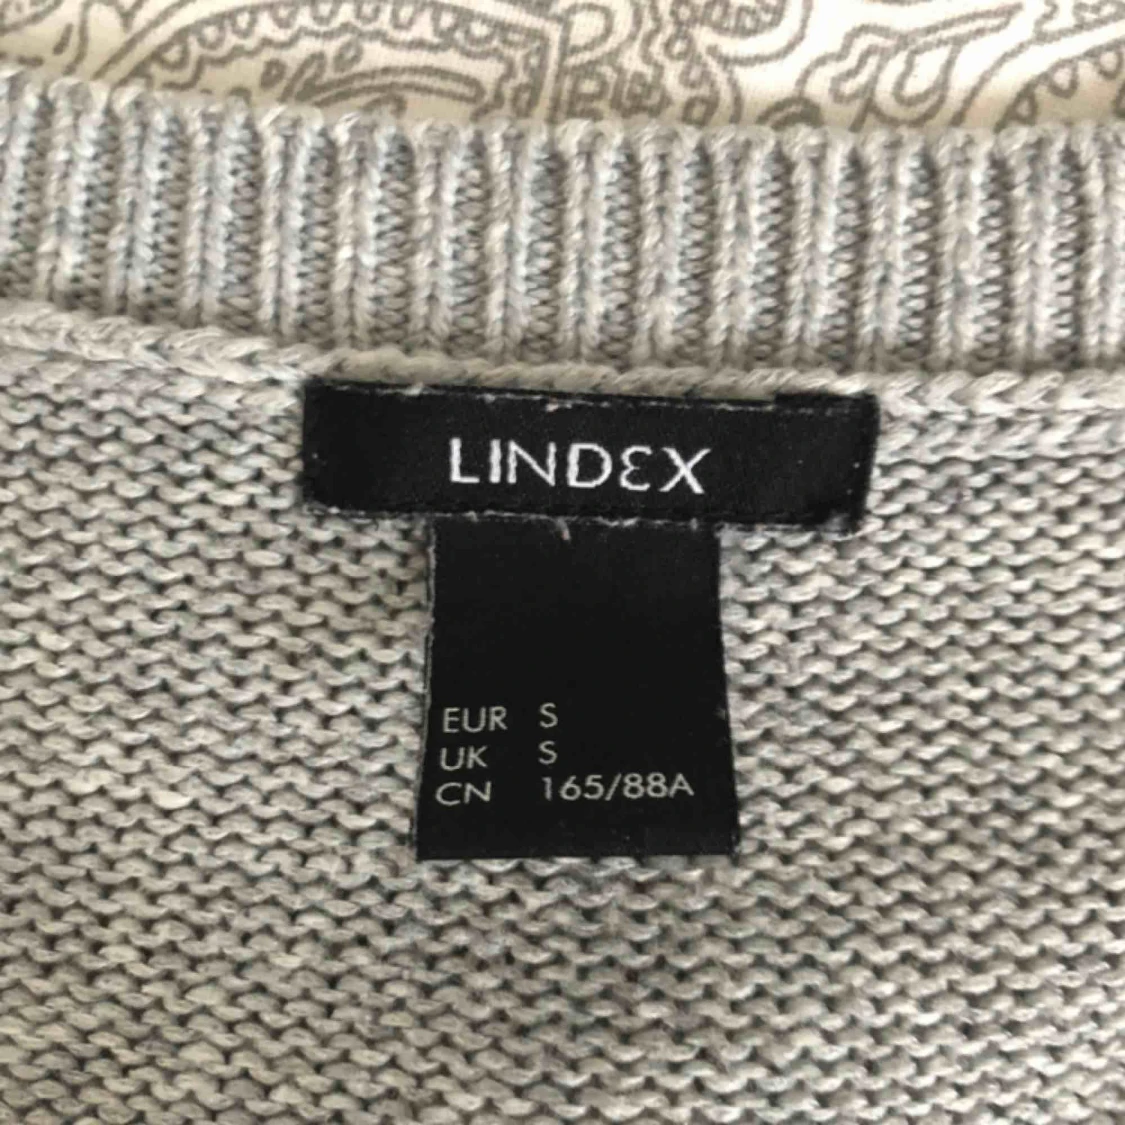 LINDEX
EUR S
UK S
CN 165/88A